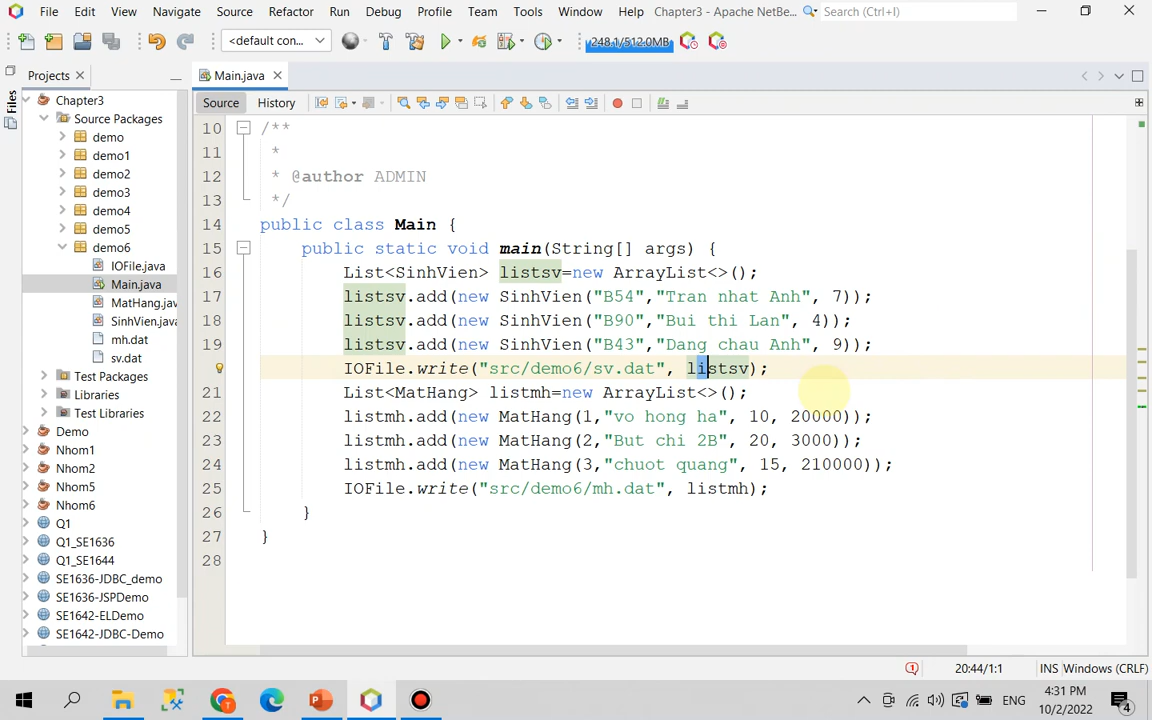 File Edit View Navigate Source Refactor Run Debug Profile Team Tools Window Help Chapter3 - Apache NetBe... Search (Ctrl+I)
<default con... 248.1/512.0MB
Files
Projects
Main.java
Source History
Chapter3
Source Packages
demo
demo1
demo2
demo3
demo4
demo5
demo6
IOFile.java
Main.java
MatHang.jav
SinhVien.java
mh.dat
sv.dat
Test Packages
Libraries
Test Libraries
Demo
Nhom1
Nhom2
Nhom5
Nhom6
Q1
Q1_SE1636
Q1_SE1644
SE1636-JDBC_demo
SE1636-JSPDemo
SE1642-ELDemo
SE1642-JDBC-Demo
10 /**
11 *
12 * @author ADMIN
13 */
14 public class Main {
15 public static void main(String[] args) {
16 List<SinhVien> listsv=new ArrayList<>();
17 listsv.add(new SinhVien("B54","Tran nhat Anh", 7));
18 listsv.add(new SinhVien("B90","Bui thi Lan", 4));
19 listsv.add(new SinhVien("B43","Dang chau Anh", 9));
IOFile.write("src/demo6/sv.dat", listsv);
21 List<MatHang> listmh=new ArrayList<>();
22 listmh.add(new MatHang(1,"vo hong ha", 10, 20000));
23 listmh.add(new MatHang(2,"But chi 2B", 20, 3000));
24 listmh.add(new MatHang(3,"chuot quang", 15, 210000));
25 IOFile.write("src/demo6/mh.dat", listmh);
26 }
27 }
28
20:44/1:1 INS Windows (CRLF)
ENG
4:31 PM
10/2/2022
4